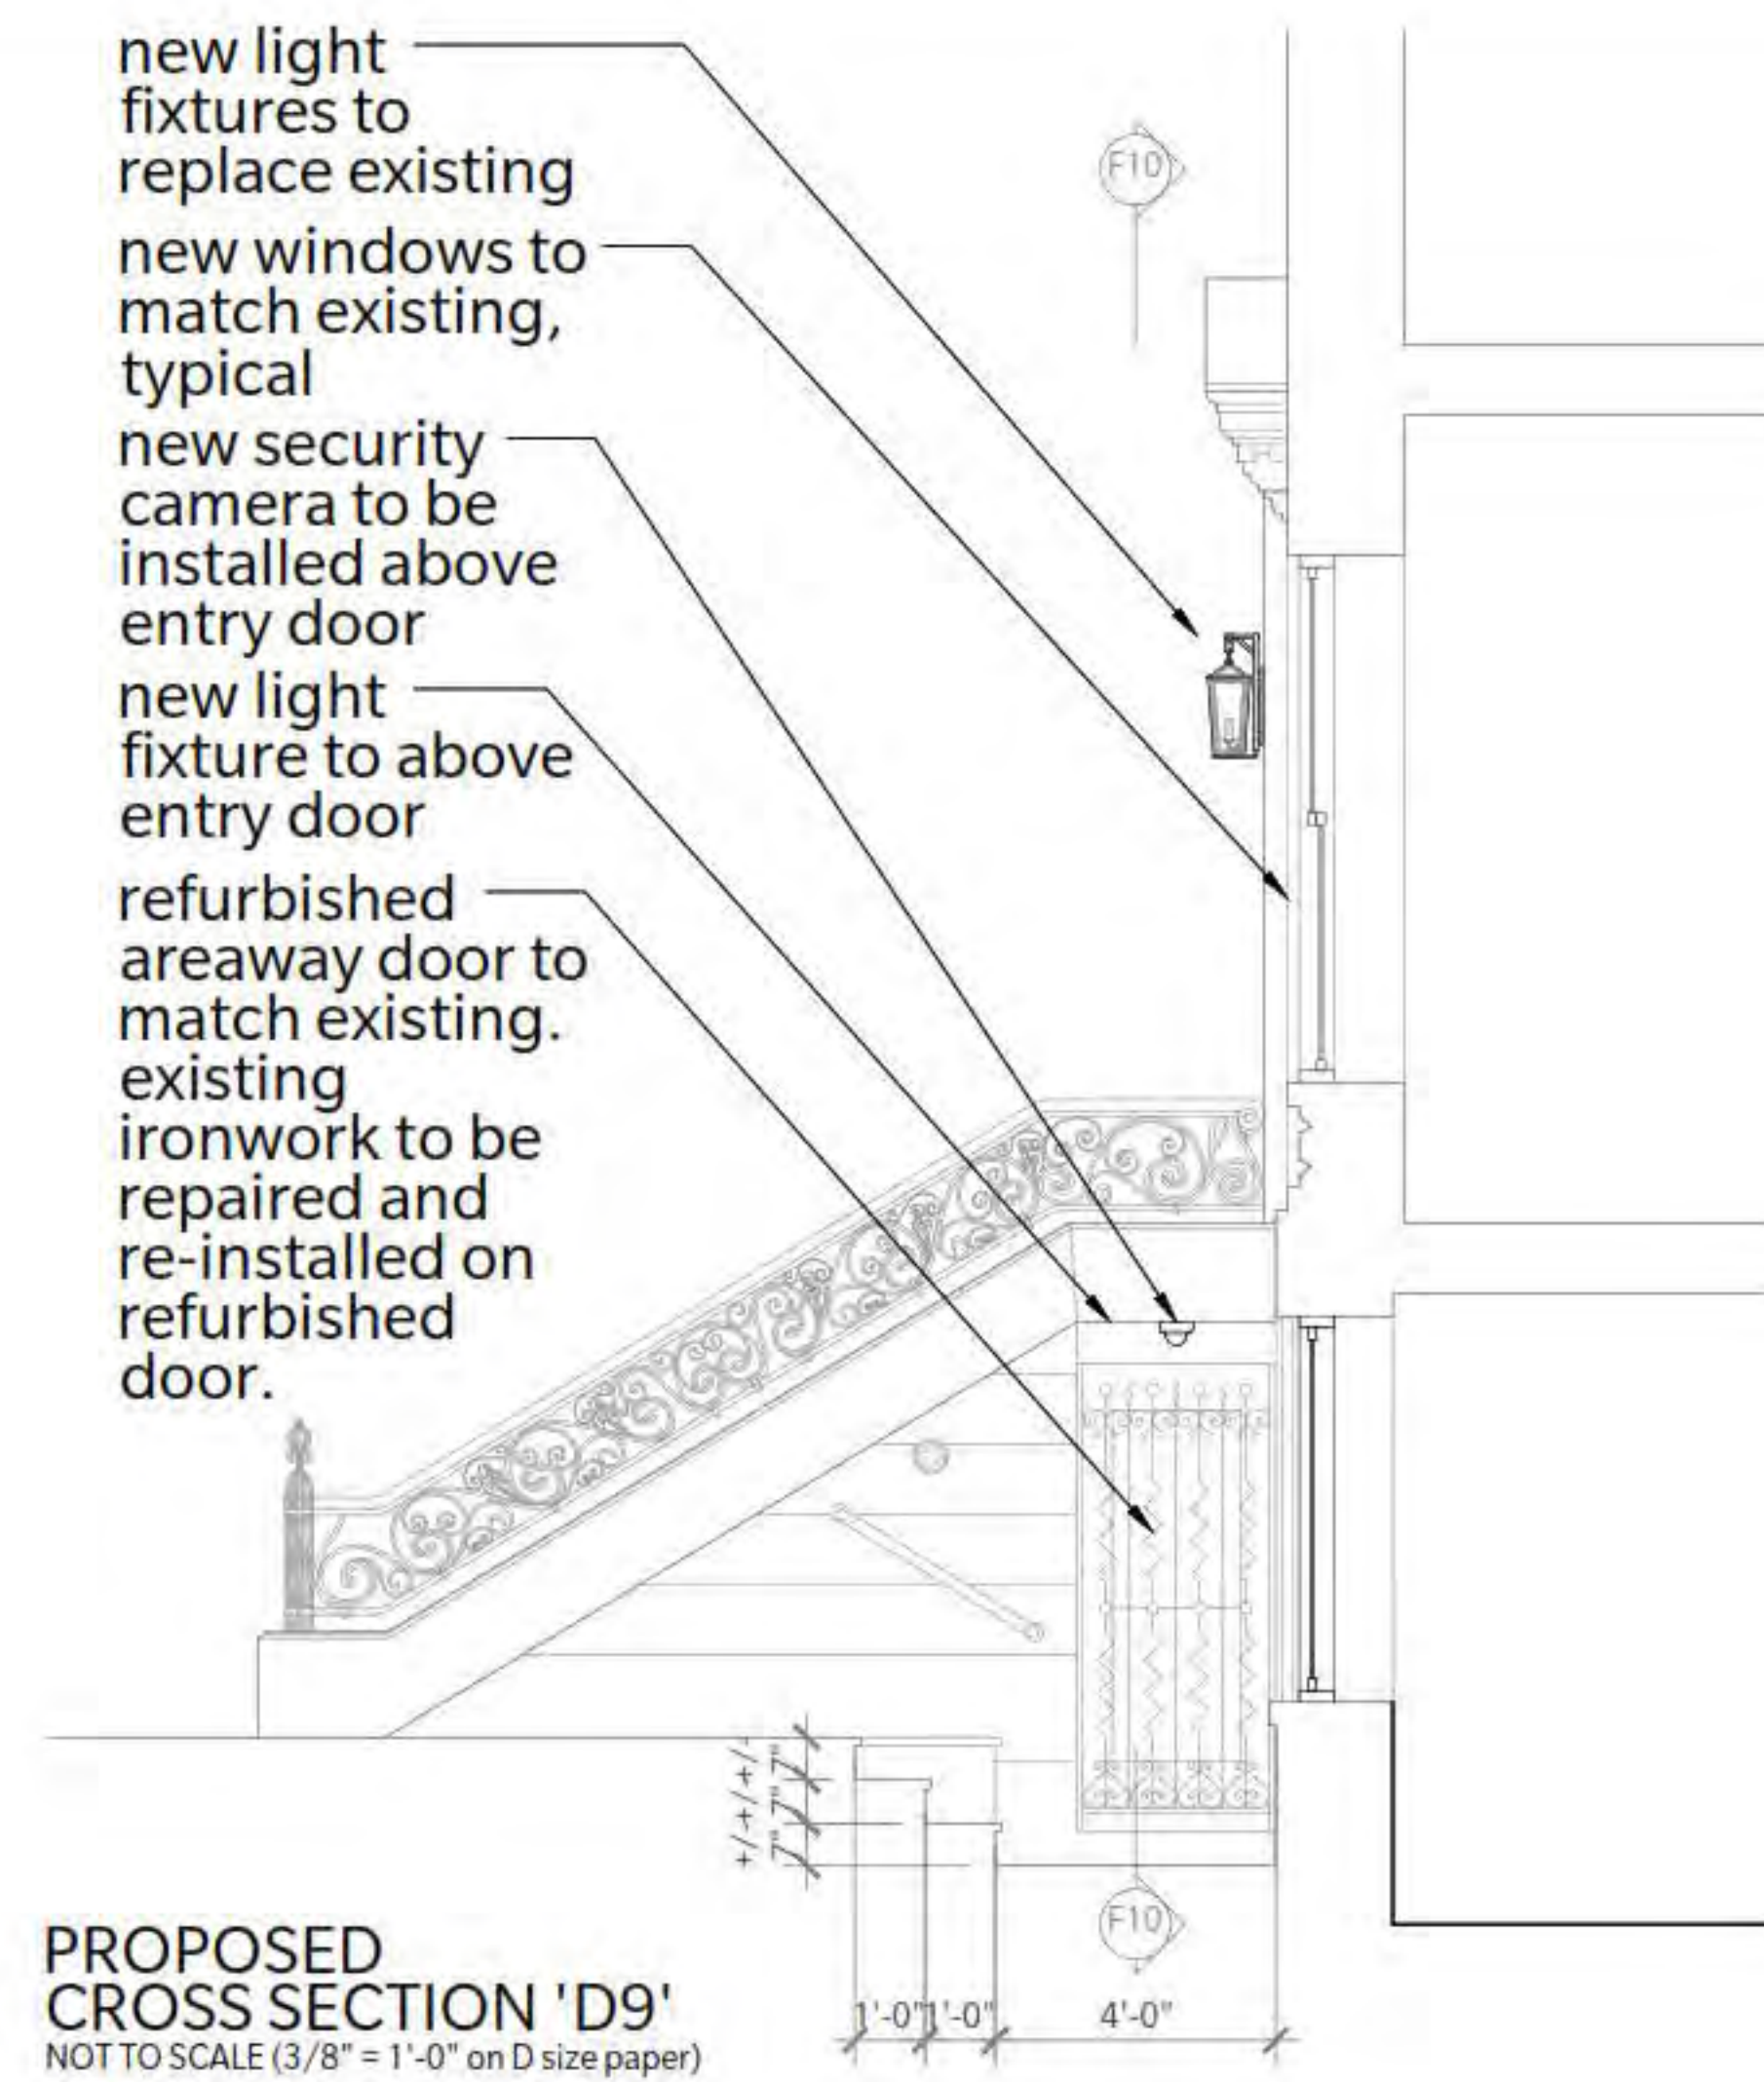 new light
fixtures to
replace existing
new windows to
match existing,
typical
new security
camera to be
installed above
entry door
new light
fixture to above
entry door
refurbished
areaway door to
match existing.
existing
ironwork to be
repaired and
re-installed on
refurbished
door.
F10
+/- 7"
+/- 7"
+/- 7"
F10
1'-0" 1'-0" 4'-0"
PROPOSED
CROSS SECTION 'D9'
NOT TO SCALE (3/8" = 1'-0" on D size paper)